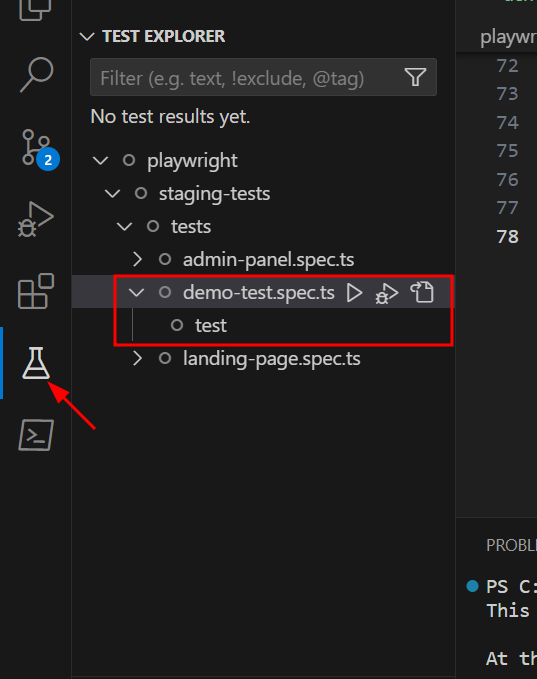 TEST EXPLORER
playwr
Filter (e.g. text, !exclude, @tag)
72
73
No test results yet.
74
2
playwright
75
staging-tests
76
tests
77
admin-panel.spec.ts
78
demo-test.spec.ts
test
landing-page.spec.ts
PROBLE
PS C:
This
At th